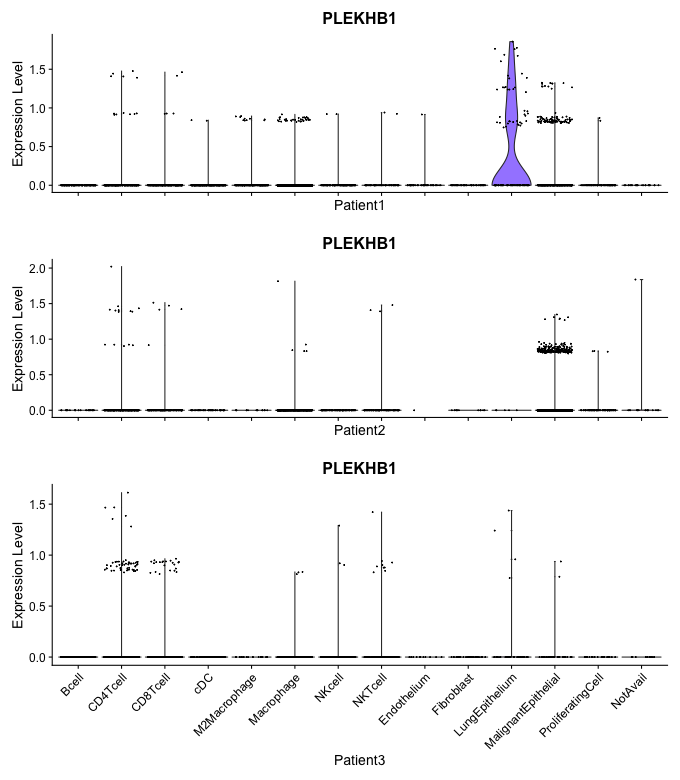 PLEKHB1
Expression Level
1.5
1.0
0.5
0.0
Patient1
PLEKHB1
Expression Level
2.0
1.5
1.0
0.5
0.0
Patient2
PLEKHB1
Expression Level
1.5
1.0
0.5
0.0
Bcell
CD4Tcell
CD8Tcell
cDC
M2Macrophage
Macrophage
NKcell
NKTcell
Endothelium
Fibroblast
LungEpithelium
MalignantEpithelial
ProliferatingCell
NotAvail
Patient3